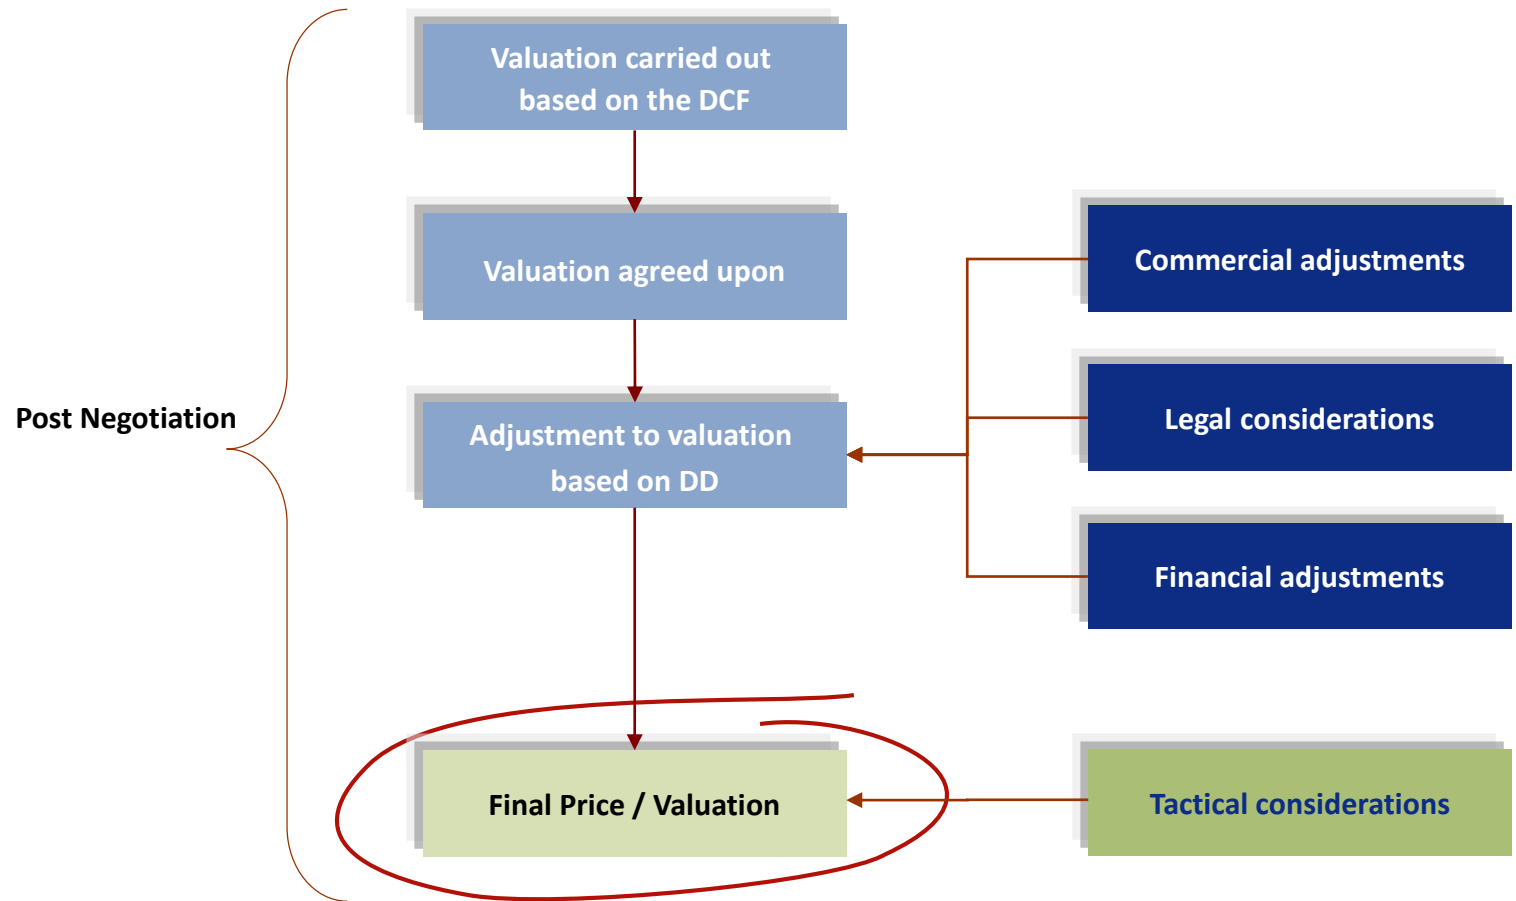 Valuation carried out
based on the DCF
Valuation agreed upon
Commercial adjustments
Post Negotiation
Adjustment to valuation
based on DD
Legal considerations
Financial adjustments
Final Price / Valuation
Tactical considerations